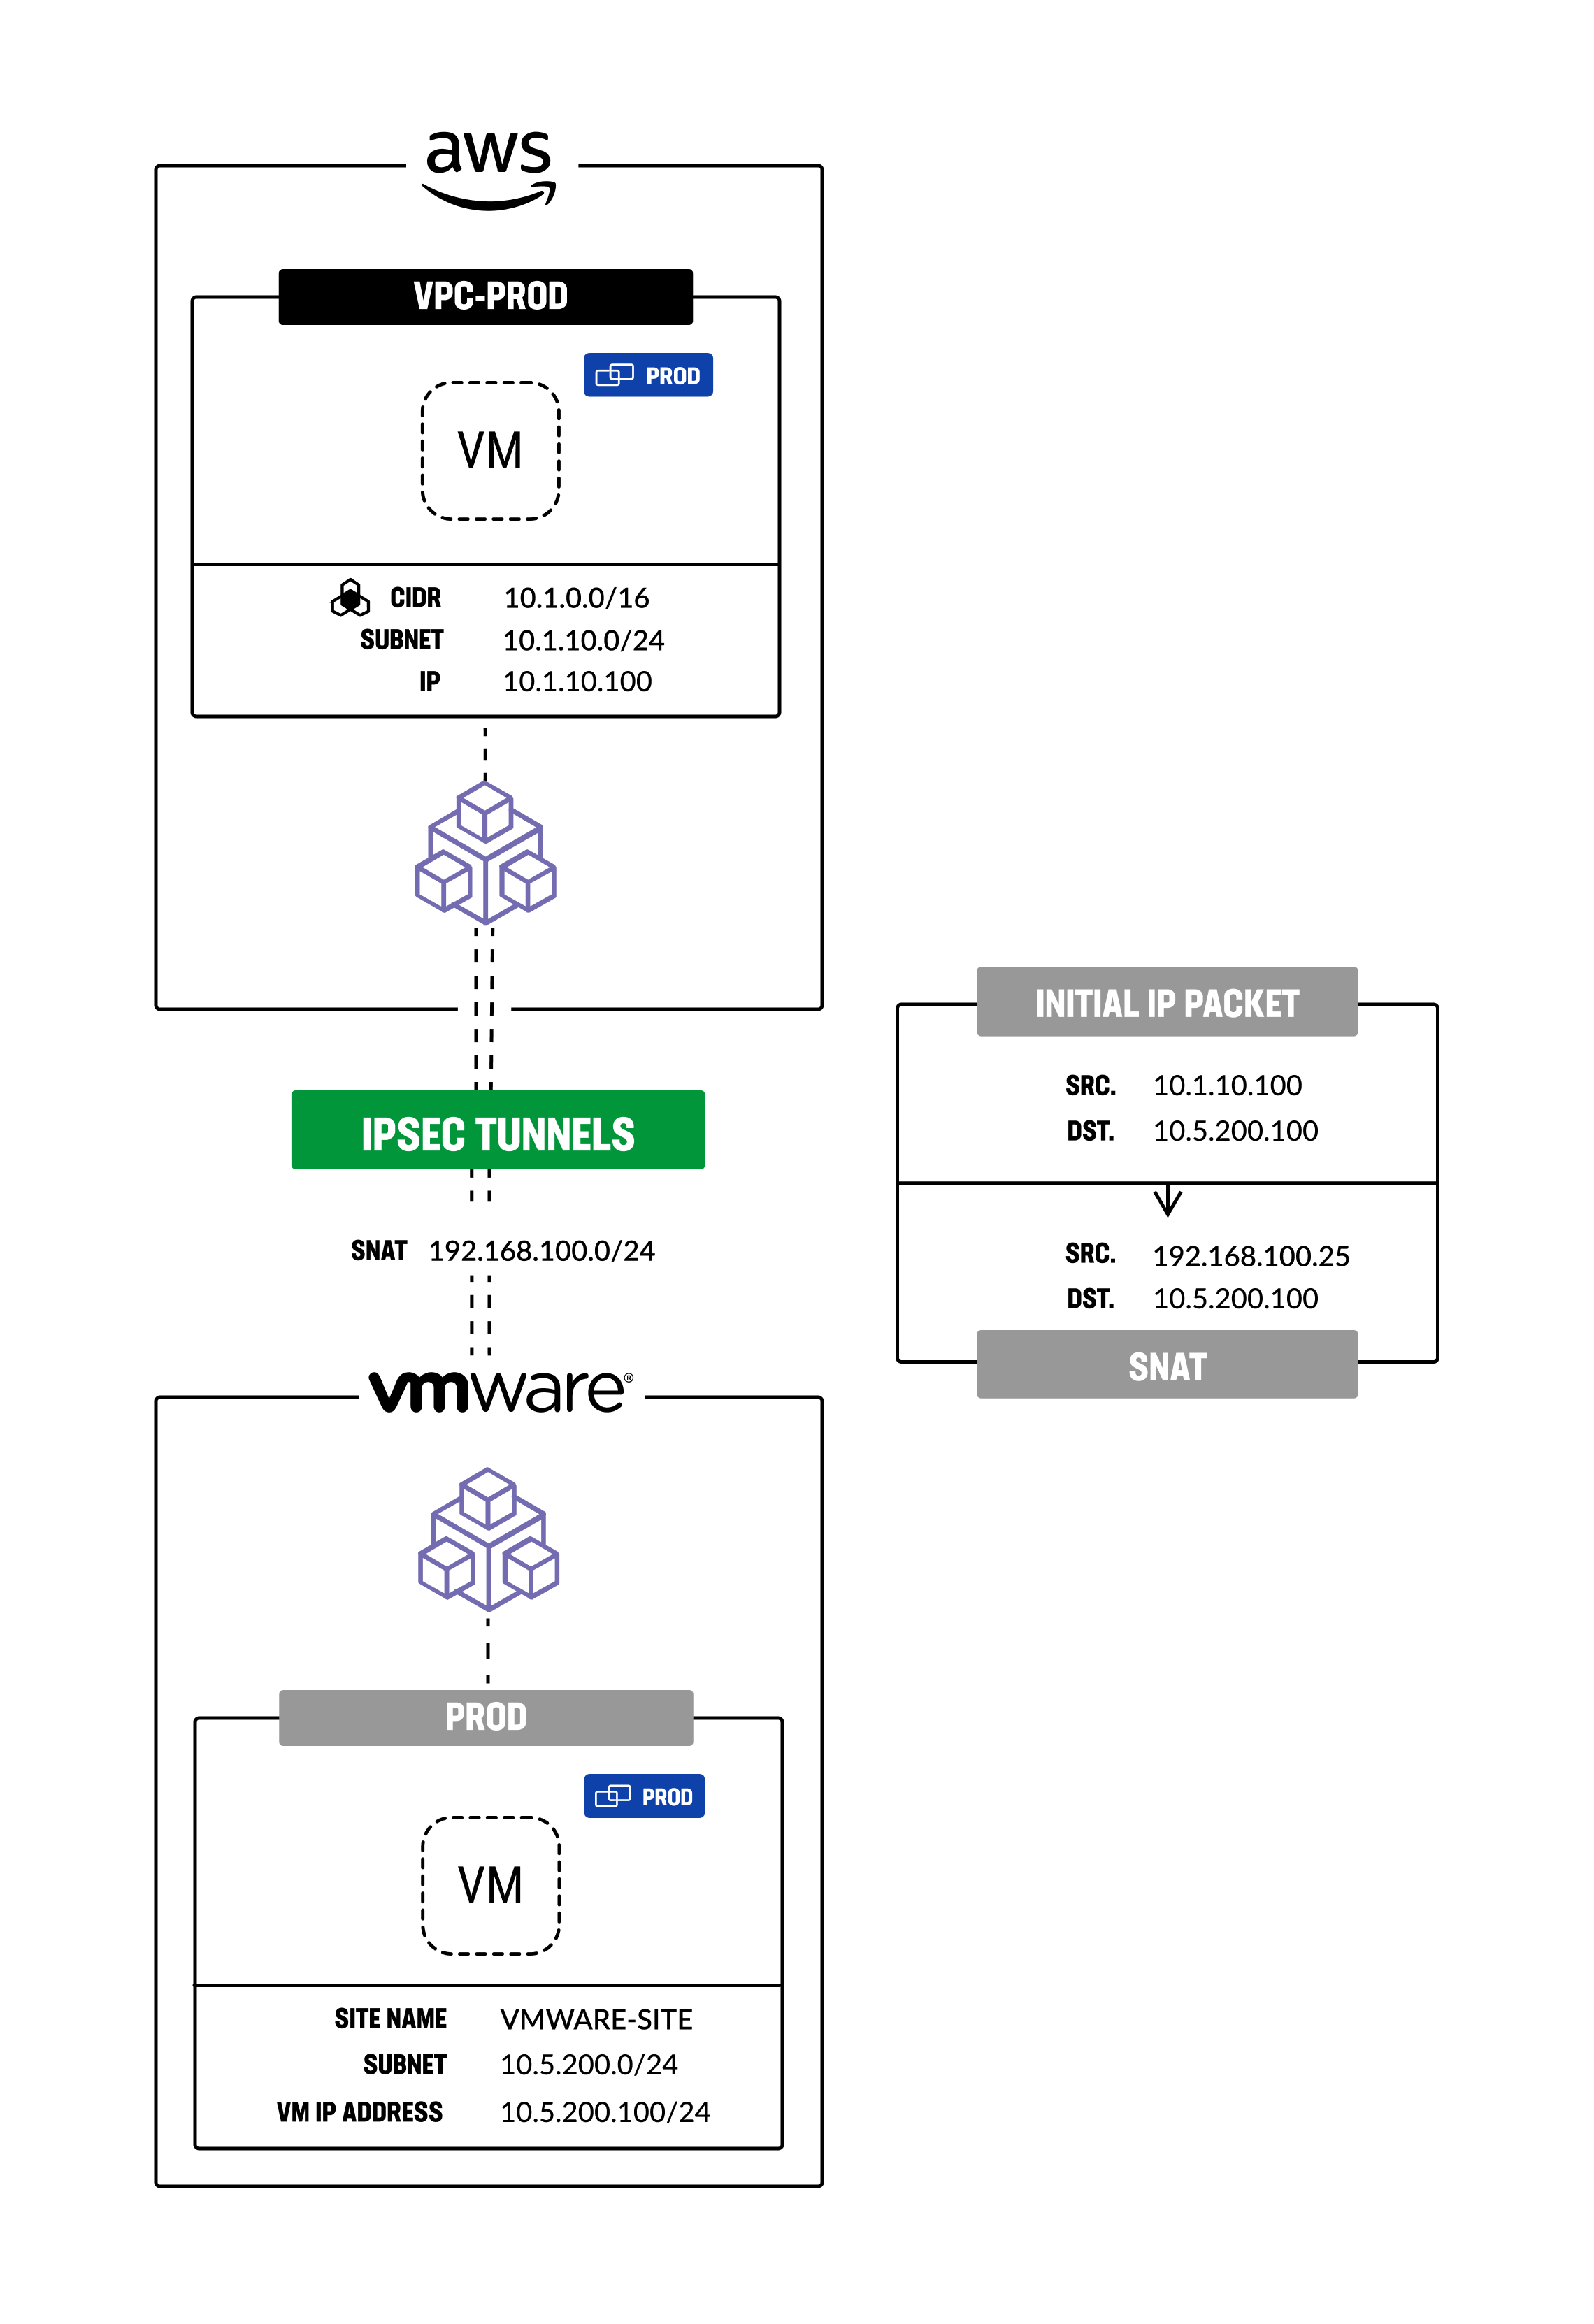 aws
VPC-PROD
PROD
VM
CIDR 10.1.0.0/16
SUBNET 10.1.10.0/24
IP 10.1.10.100
IPSEC TUNNELS
SNAT 192.168.100.0/24
INITIAL IP PACKET
SRC. 10.1.10.100
DST. 10.5.200.100
SRC. 192.168.100.25
DST. 10.5.200.100
SNAT
vmware®
PROD
PROD
VM
SITE NAME VMWARE-SITE
SUBNET 10.5.200.0/24
VM IP ADDRESS 10.5.200.100/24